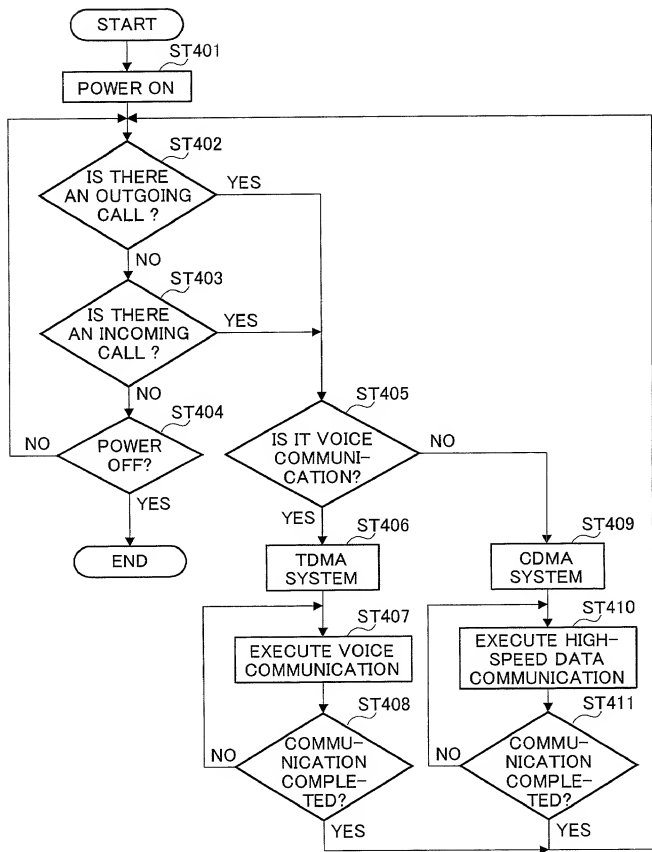 START
ST401
POWER ON
ST402
IS THERE
AN OUTGOING
CALL ?
YES
NO
ST403
IS THERE
AN INCOMING
CALL ?
YES
NO
ST404
POWER
OFF?
NO
YES
END
ST405
IS IT VOICE
COMMUNI-
CATION?
NO
YES
ST406
TDMA
SYSTEM
ST407
EXECUTE VOICE
COMMUNICATION
ST408
COMMU-
NICATION
COMPLE-
TED?
NO
YES
ST409
CDMA
SYSTEM
ST410
EXECUTE HIGH-
SPEED DATA
COMMUNICATION
ST411
COMMU-
NICATION
COMPLE-
TED?
NO
YES